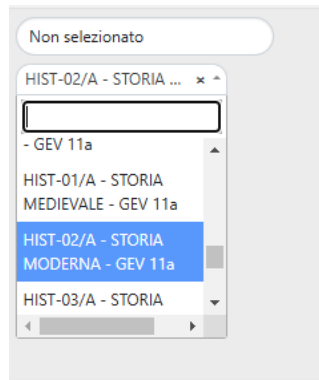 Non selezionato
HIST-02/A - STORIA ... × 
- GEV 11a
HIST-01/A - STORIA
MEDIEVALE - GEV 11a
HIST-02/A - STORIA
MODERNA - GEV 11a
HIST-03/A - STORIA